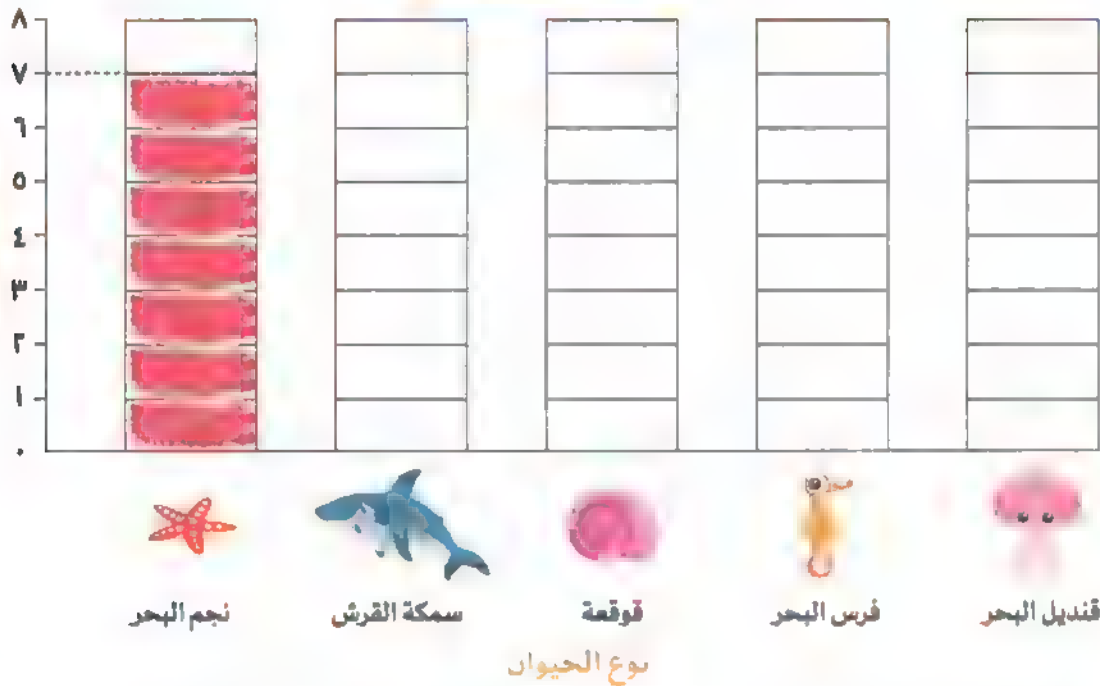 ٨
٧
٦
٥
٤
٣
٢
١
٠
نجم البحر
سمكة القرش
قوقعة
فرس البحر
قنديل البحر
نوع الحيوان